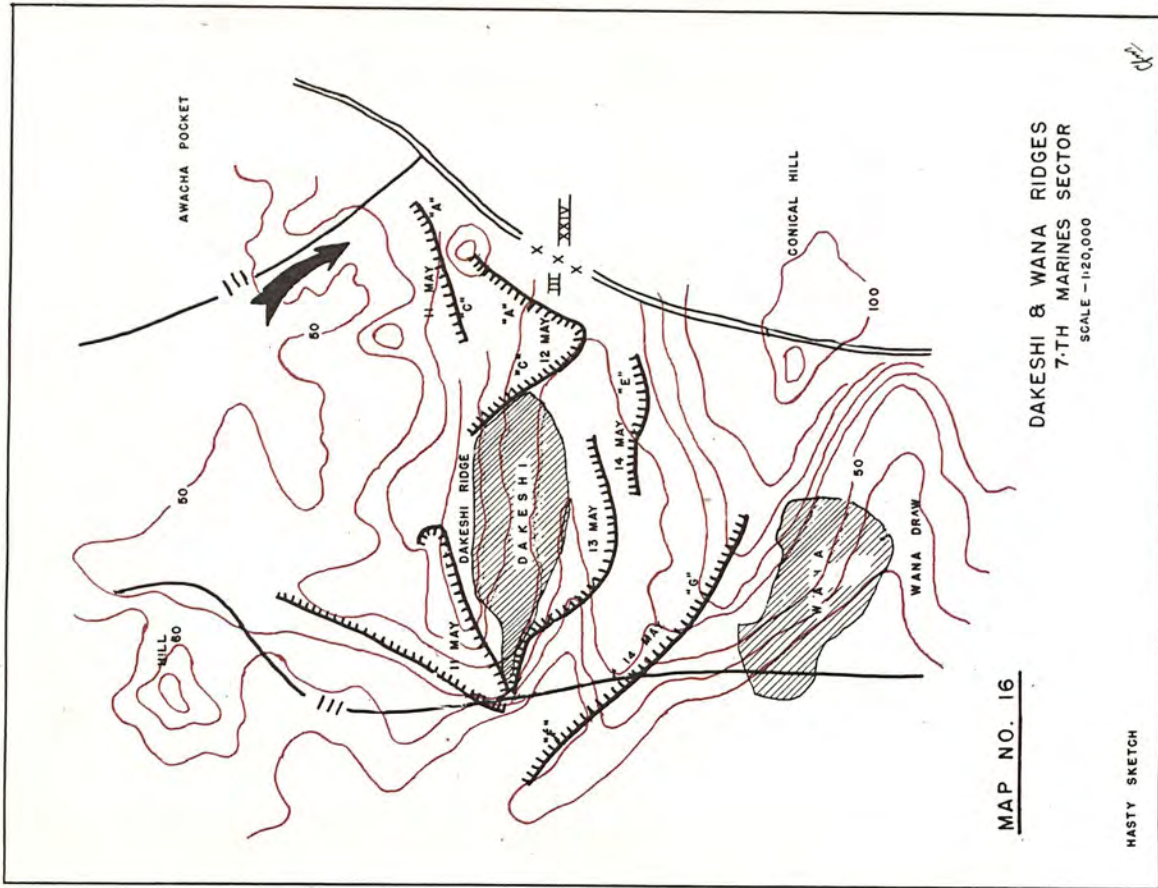 AWACHA POCKET
III
50
50
HILL
60
11 MAY
"A"
"C"
III
X
X
X
XXIV
"A"
12 MAY
"C"
DAKESHI RIDGE
DAKESHI
11 MAY
13 MAY
"E"
14 MAY
CONICAL HILL
100
"G"
14 MAY
"F"
50
WANA
WANA DRAW
III
DAKESHI & WANA RIDGES
7·TH MARINES SECTOR
SCALE – 1:20,000
MAP NO. 16
HASTY SKETCH